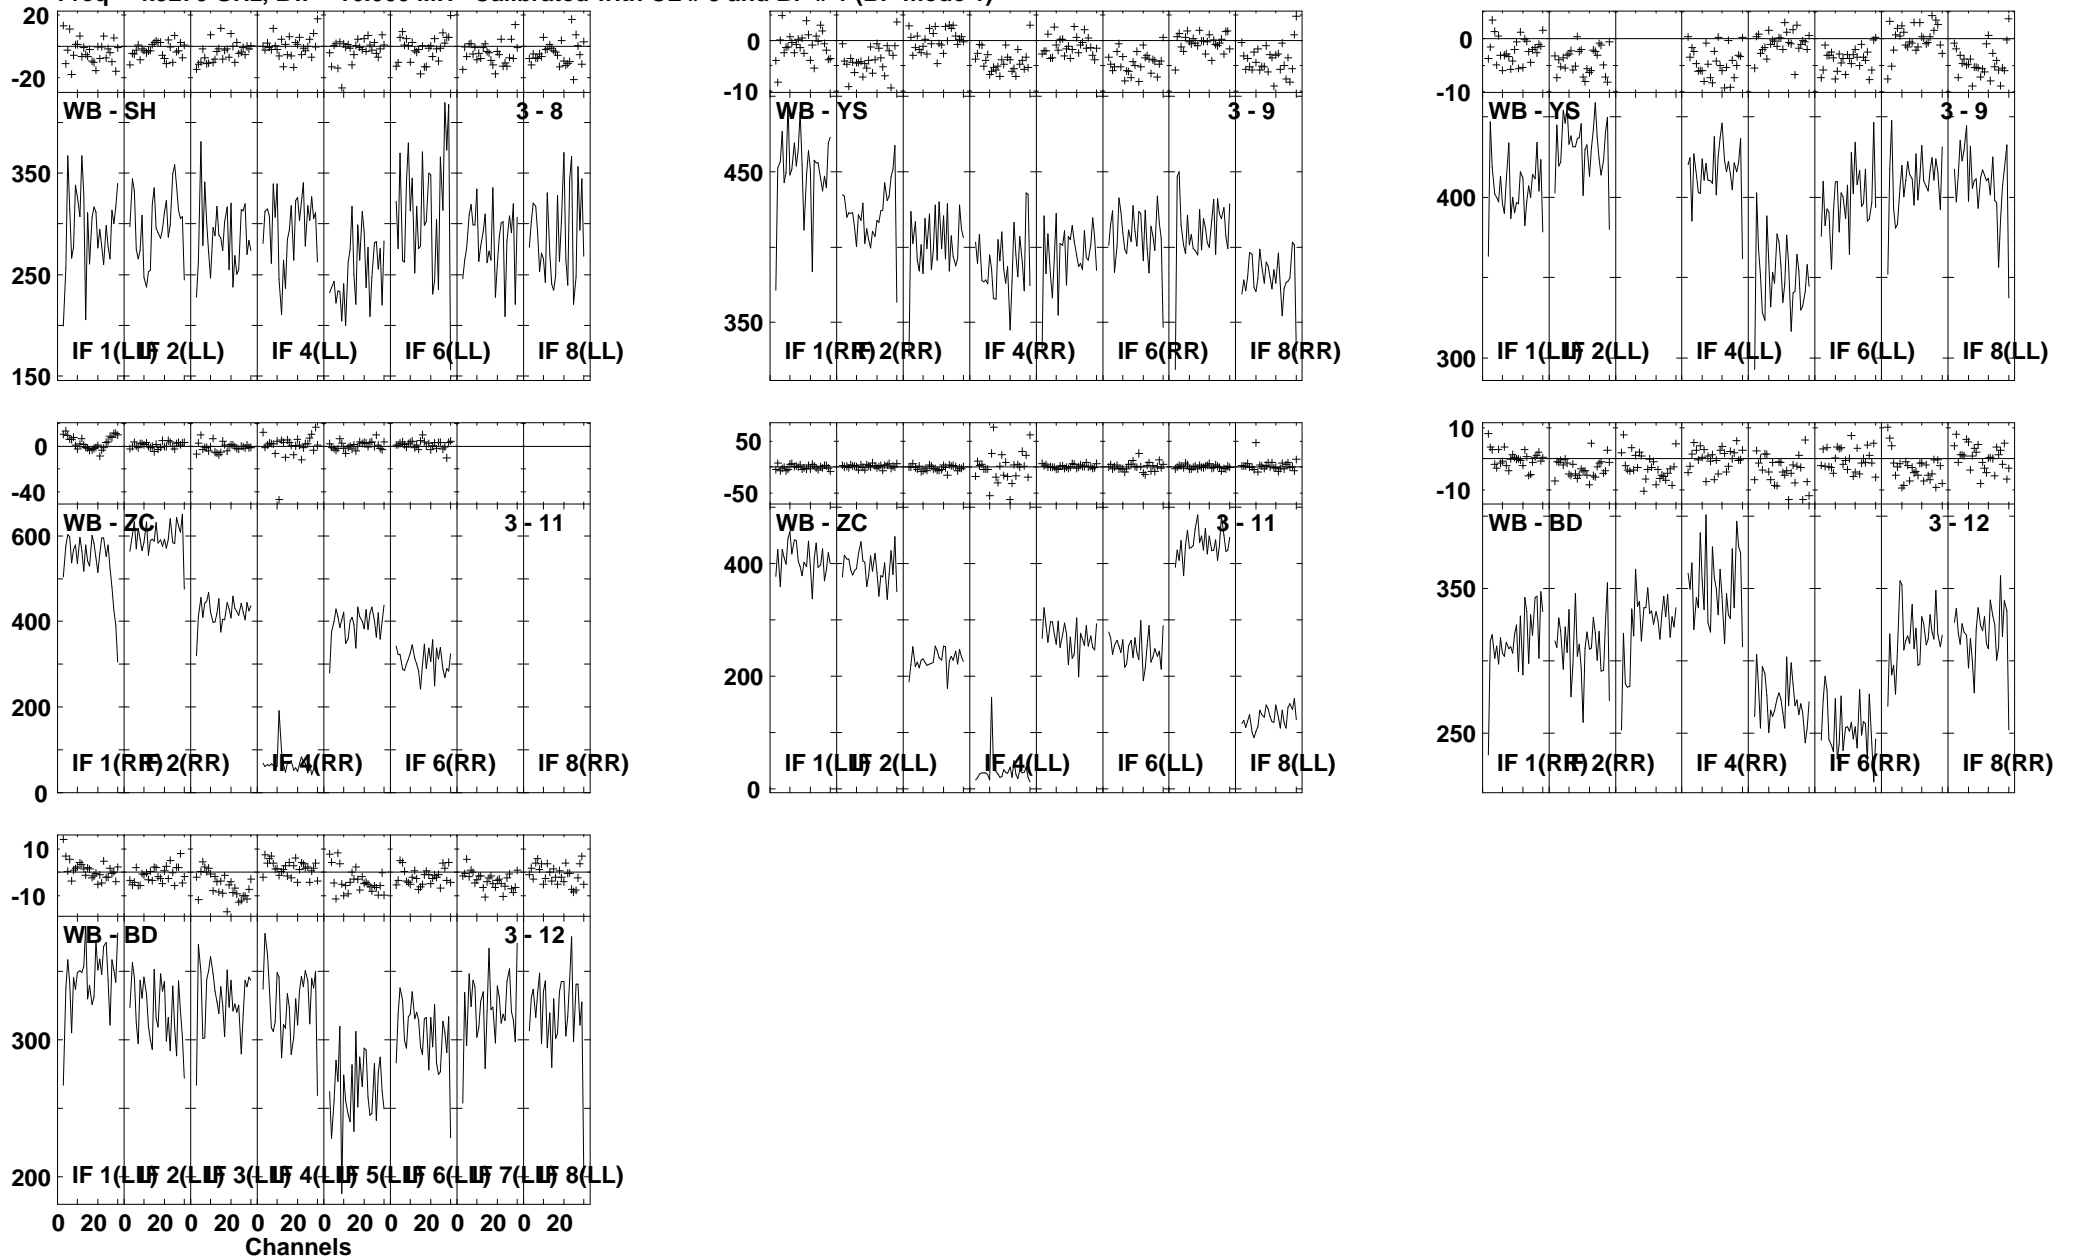 20
0
-20
WB - SH
3 - 8
350
250
150
IF 1(LL)
IF 2(LL)
IF 4(LL)
IF 6(LL)
IF 8(LL)
0
-10
WB - YS
3 - 9
450
350
IF 1(RR)
IF 2(RR)
IF 4(RR)
IF 6(RR)
IF 8(RR)
0
-10
WB - YS
3 - 9
400
300
IF 1(LL)
IF 2(LL)
IF 4(LL)
IF 6(LL)
IF 8(LL)
0
-40
WB - ZC
3 - 11
600
400
200
0
IF 1(RR)
IF 2(RR)
IF 4(RR)
IF 6(RR)
IF 8(RR)
50
0
-50
WB - ZC
3 - 11
400
200
0
IF 1(LL)
IF 2(LL)
IF 4(LL)
IF 6(LL)
IF 8(LL)
10
0
-10
WB - BD
3 - 12
350
250
IF 1(RR)
IF 2(RR)
IF 4(RR)
IF 6(RR)
IF 8(RR)
10
-10
WB - BD
3 - 12
300
200
IF 1(LL)
IF 2(LL)
IF 3(LL)
IF 4(LL)
IF 5(LL)
IF 6(LL)
IF 7(LL)
IF 8(LL)
0 20 0 20 0 20 0 20 0 20 0 20 0 20 0 20
Channels